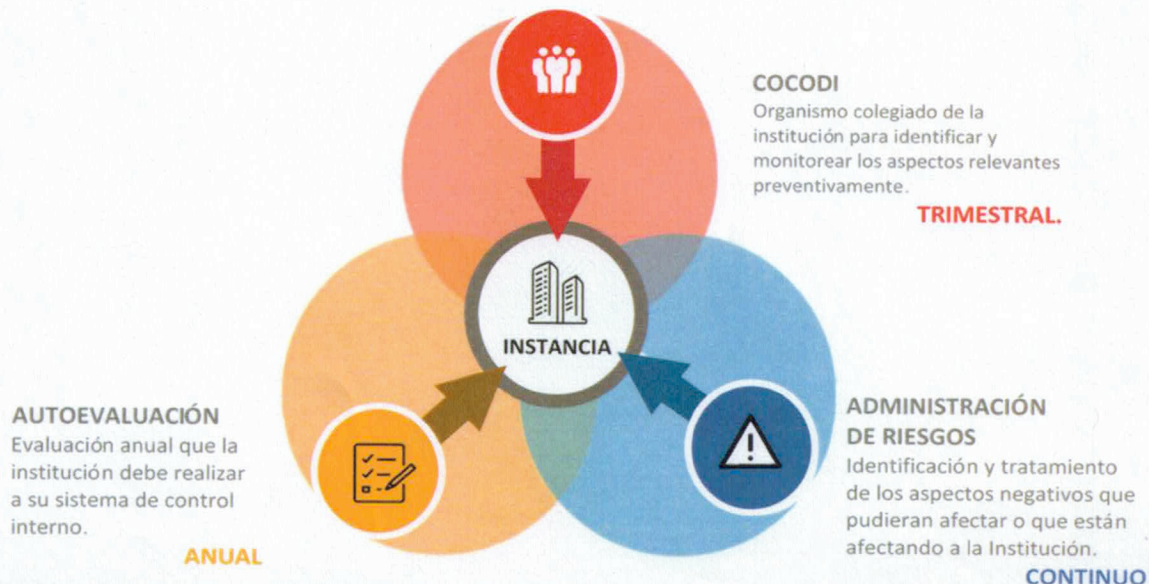 COCODI
Organismo colegiado de la
institución para identificar y
monitorear los aspectos relevantes
preventivamente.
TRIMESTRAL.
INSTANCIA
AUTOEVALUACIÓN
Evaluación anual que la
institución debe realizar
a su sistema de control
interno.
ANUAL
ADMINISTRACIÓN
DE RIESGOS
Identificación y tratamiento
de los aspectos negativos que
pudieran afectar o que están
afectando a la Institución.
CONTINUO